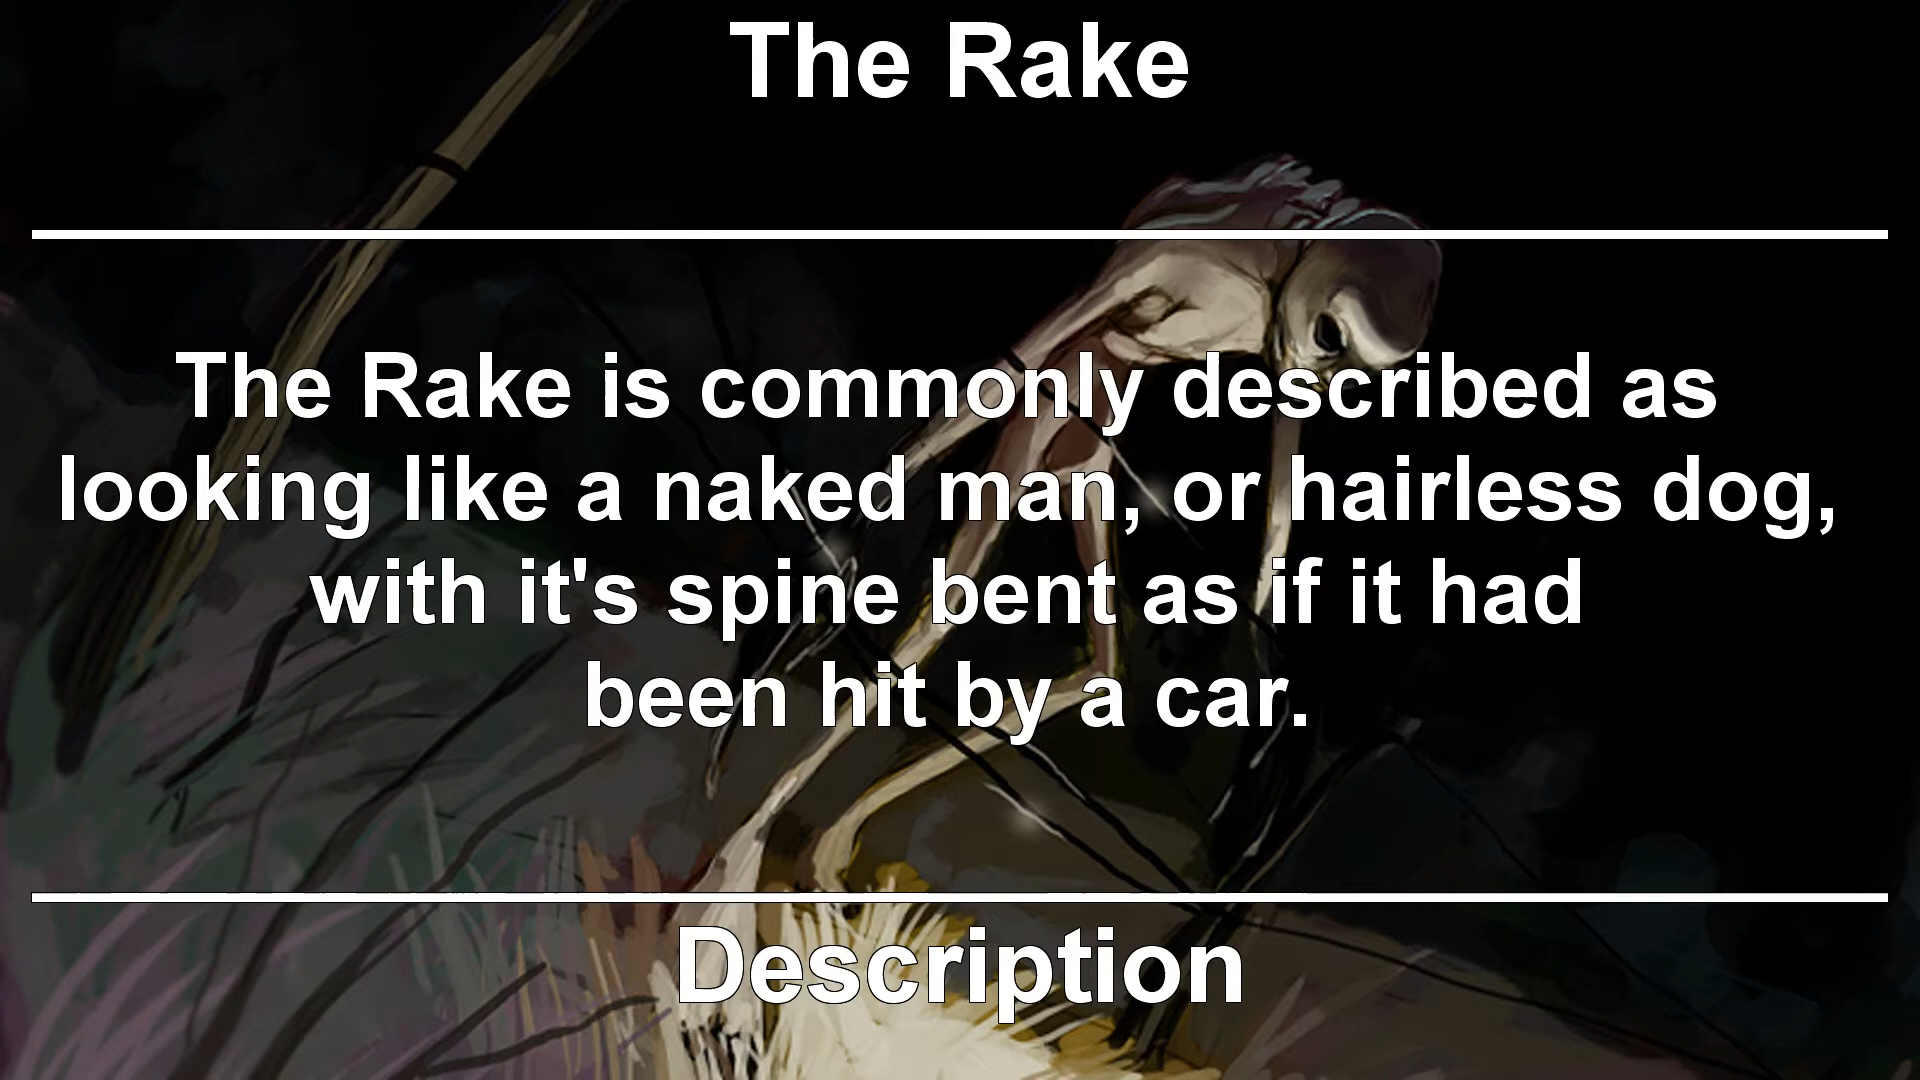 The Rake
The Rake is commonly described as
looking like a naked man, or hairless dog,
with it's spine bent as if it had
been hit by a car.
Description